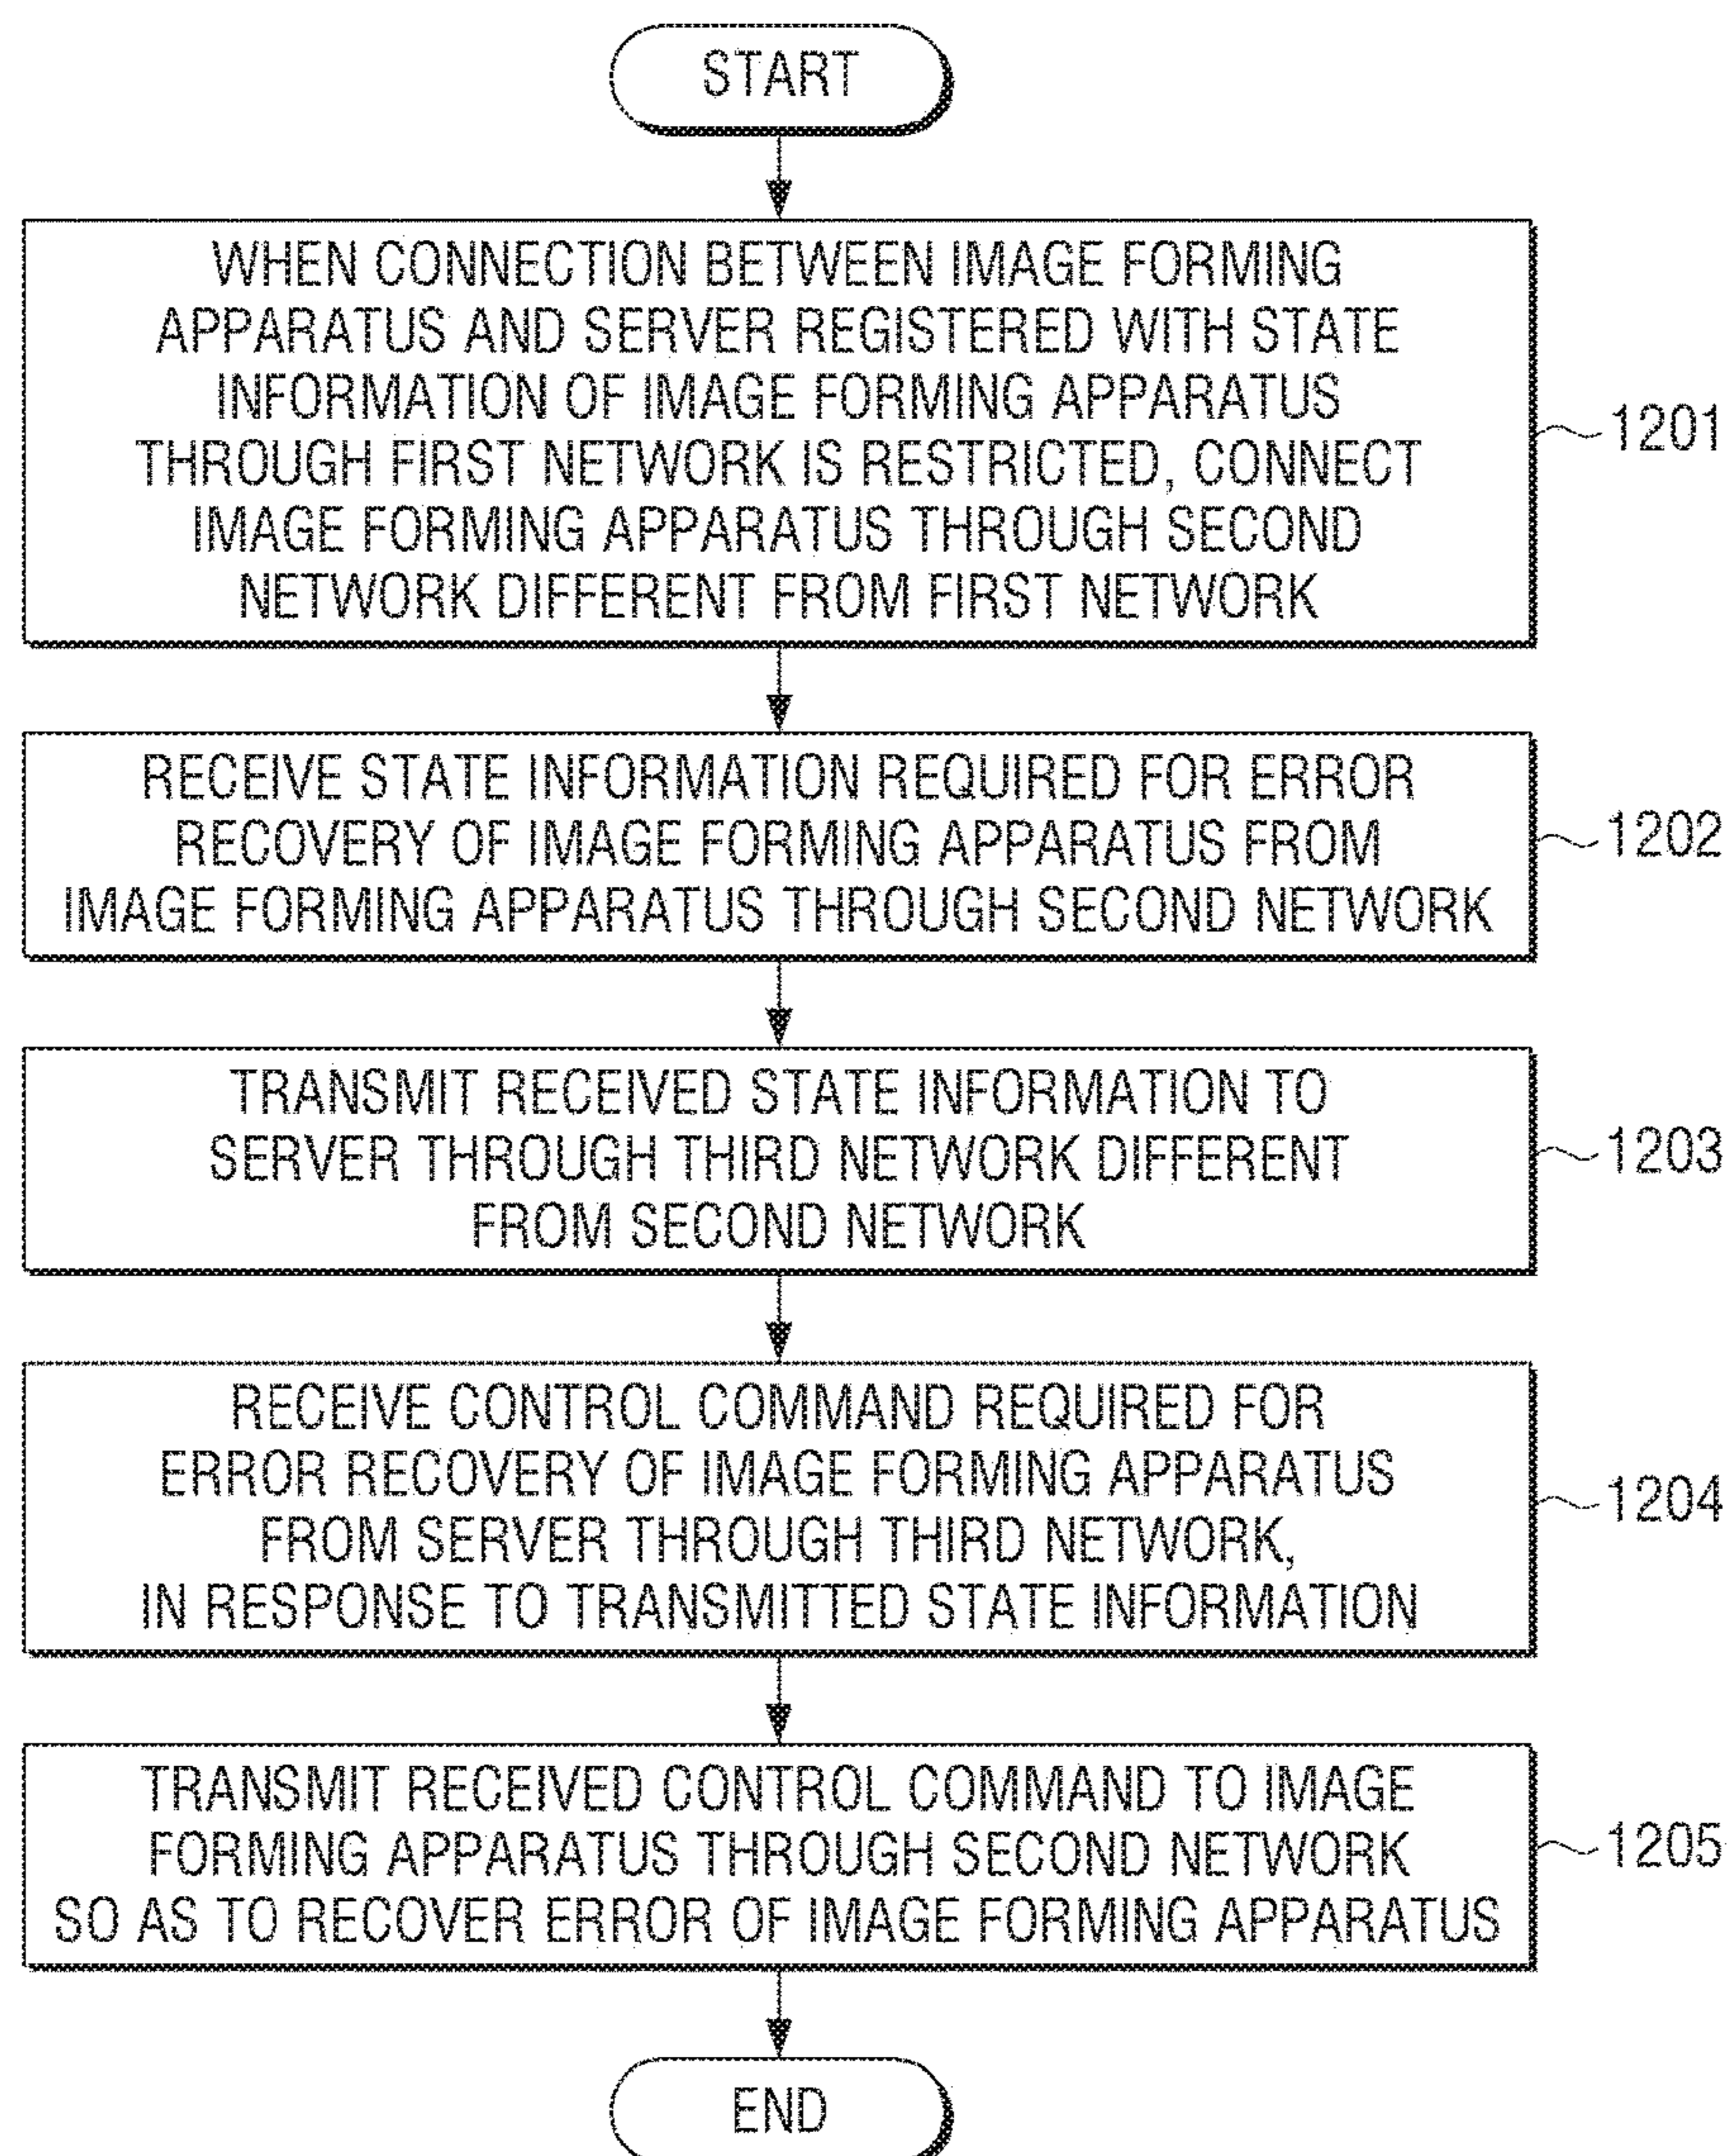 START
WHEN CONNECTION BETWEEN IMAGE FORMING
APPARATUS AND SERVER REGISTERED WITH STATE
INFORMATION OF IMAGE FORMING APPARATUS
THROUGH FIRST NETWORK IS RESTRICTED, CONNECT
IMAGE FORMING APPARATUS THROUGH SECOND
NETWORK DIFFERENT FROM FIRST NETWORK
1201
RECEIVE STATE INFORMATION REQUIRED FOR ERROR
RECOVERY OF IMAGE FORMING APPARATUS FROM
IMAGE FORMING APPARATUS THROUGH SECOND NETWORK
1202
TRANSMIT RECEIVED STATE INFORMATION TO
SERVER THROUGH THIRD NETWORK DIFFERENT
FROM SECOND NETWORK
1203
RECEIVE CONTROL COMMAND REQUIRED FOR
ERROR RECOVERY OF IMAGE FORMING APPARATUS
FROM SERVER THROUGH THIRD NETWORK,
IN RESPONSE TO TRANSMITTED STATE INFORMATION
1204
TRANSMIT RECEIVED CONTROL COMMAND TO IMAGE
FORMING APPARATUS THROUGH SECOND NETWORK
SO AS TO RECOVER ERROR OF IMAGE FORMING APPARATUS
1205
END